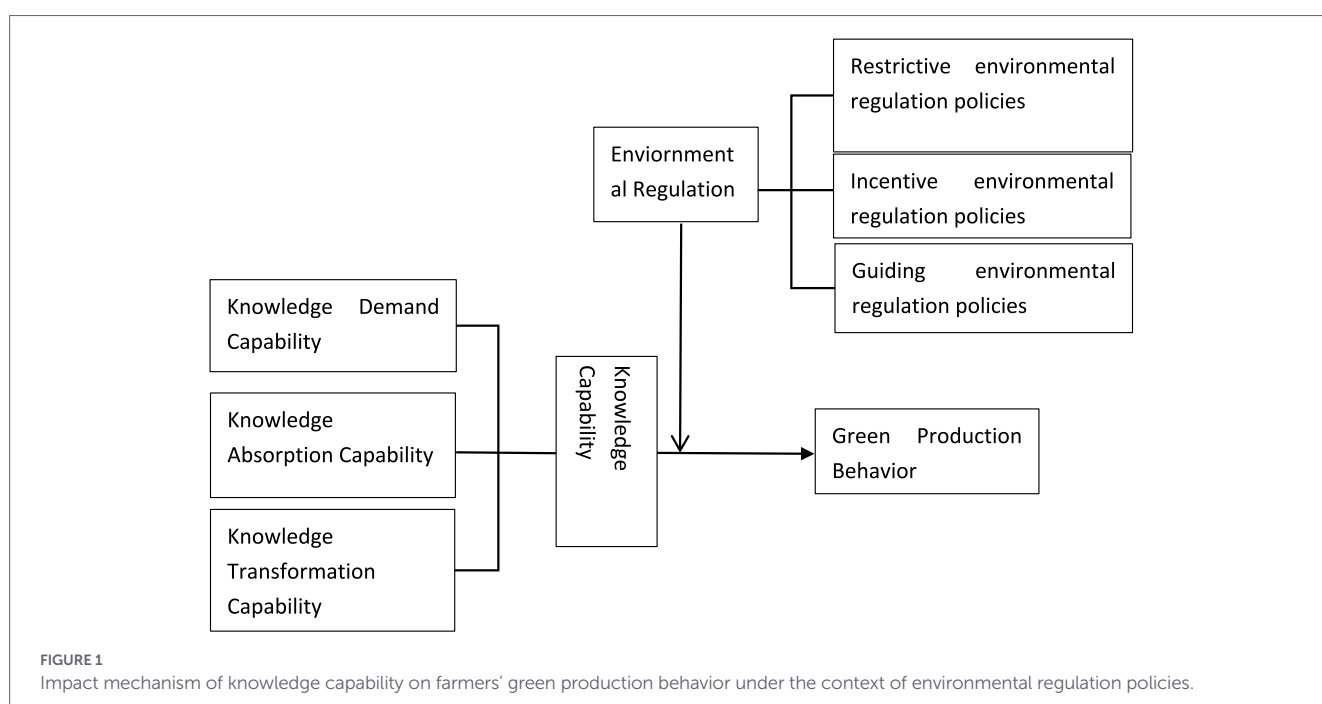 Restrictive environmental
regulation policies
Enviornment
al Regulation
Incentive environmental
regulation policies
Guiding environmental
regulation policies
Knowledge Demand
Capability
Knowledge
Absorption Capability
Knowledge
Transformation
Capability
Knowledge
Capability
Green Production
Behavior
FIGURE 1
Impact mechanism of knowledge capability on farmers’ green production behavior under the context of environmental regulation policies.